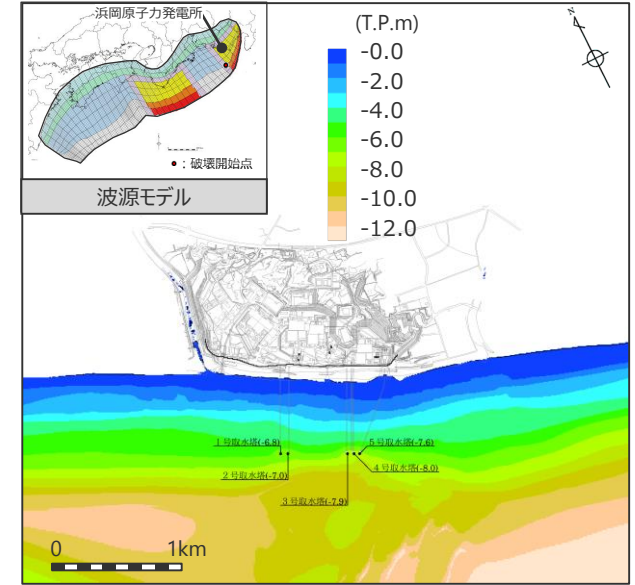 浜岡原子力発電所
●：破壊開始点
波源モデル
(T.P.m)
-0.0
-2.0
-4.0
-6.0
-8.0
-10.0
-12.0
N
1号取水塔(-6.8)
5号取水塔(-7.6)
2号取水塔(-7.0)
4号取水塔(-8.0)
3号取水塔(-7.9)
0 1km